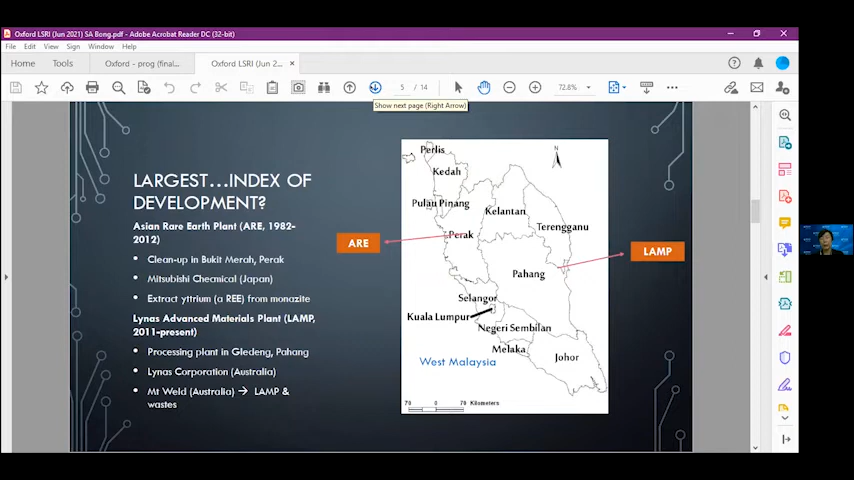 Oxford LSRI (Jun 2021) SA Bong.pdf - Adobe Acrobat Reader DC (32-bit)
File Edit View Sign Window Help
Home Tools Oxford - prog (final... Oxford LSRI (Jun 2... ×
5 / 14 72.8%
Show next page (Right Arrow)
LARGEST...INDEX OF
DEVELOPMENT?
Asian Rare Earth Plant (ARE, 1982-
2012)
• Clean-up in Bukit Merah, Perak
• Mitsubishi Chemical (Japan)
• Extract yttrium (a REE) from monazite
Lynas Advanced Materials Plant (LAMP,
2011-present)
• Processing plant in Gledeng, Pahang
• Lynas Corporation (Australia)
• Mt Weld (Australia) → LAMP &
wastes
N
Perlis
Kedah
Pulau Pinang
Kelantan
Terengganu
Perak
ARE
LAMP
Pahang
Selangor
Kuala Lumpur
Negeri Sembilan
Melaka
Johor
West Malaysia
70 0 70 Kilometers